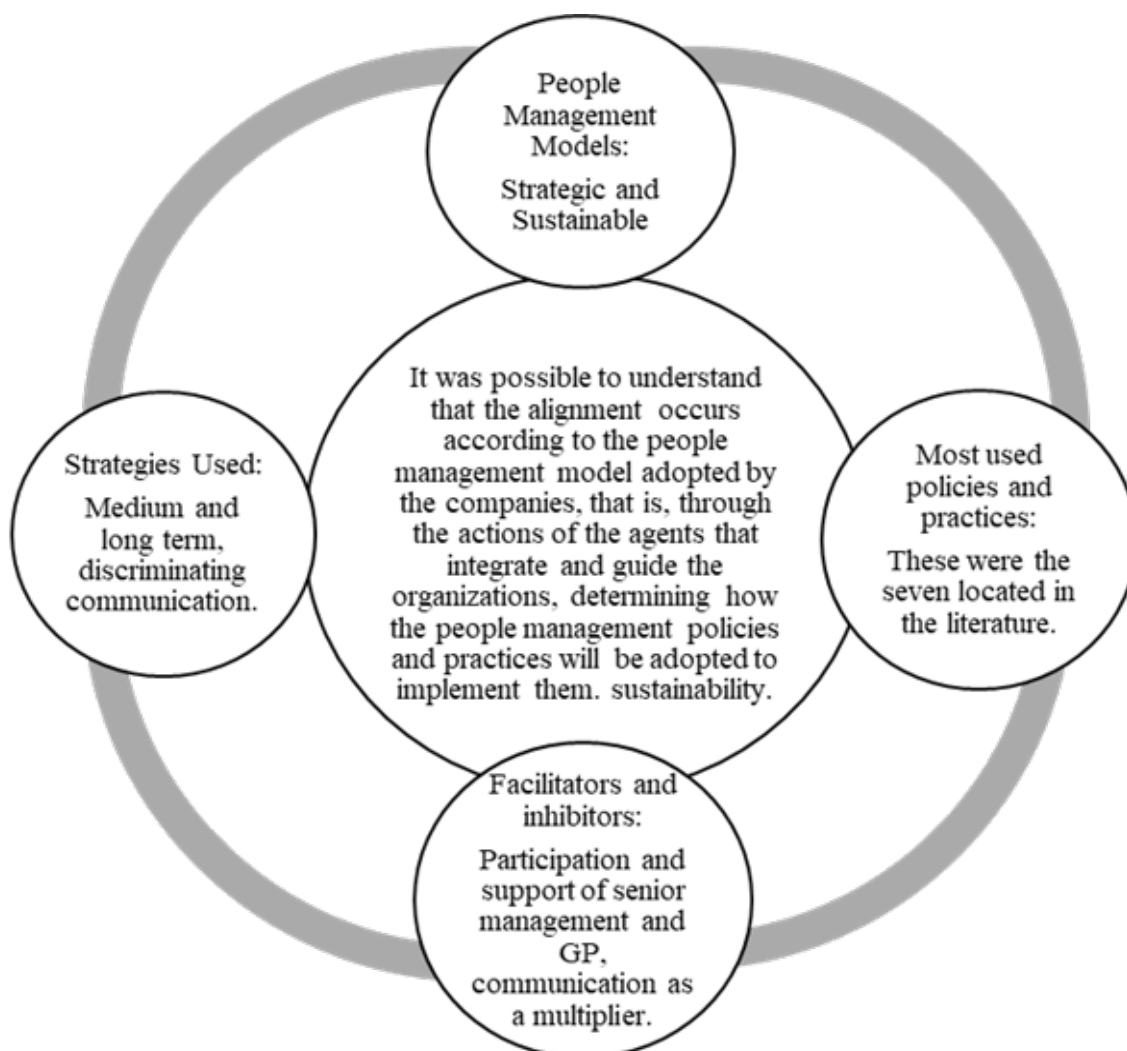 People
Management
Models:
Strategic and
Sustainable
It was possible to understand
that the alignment occurs
according to the people
management model adopted by
the companies, that is, through
the actions of the agents that
integrate and guide the
organizations, determining how
the people management policies
and practices will be adopted to
implement them. sustainability.
Strategies Used:
Medium and
long term,
discriminating
communication.
Most used
policies and
practices:
These were the
seven located in
the literature.
Facilitators and
inhibitors:
Participation and
support of senior
management and
GP,
communication as
a multiplier.